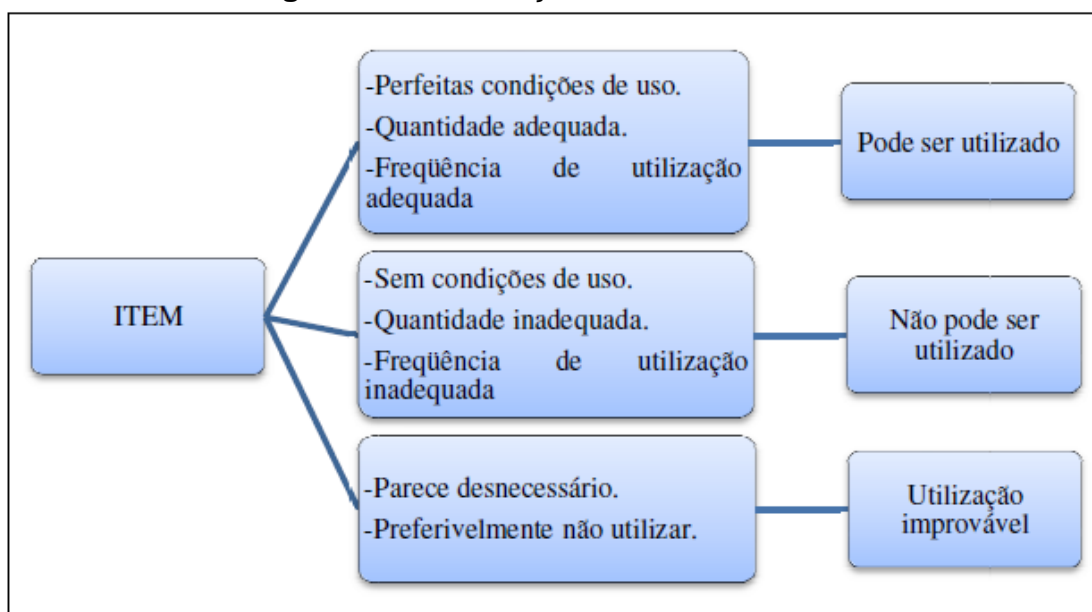 -Perfeitas condições de uso.
-Quantidade adequada.
-Freqüência de utilização
adequada
Pode ser utilizado
ITEM
-Sem condições de uso.
-Quantidade inadequada.
-Freqüência de utilização
inadequada
Não pode ser
utilizado
-Parece desnecessário.
-Preferivelmente não utilizar.
Utilização
improvável